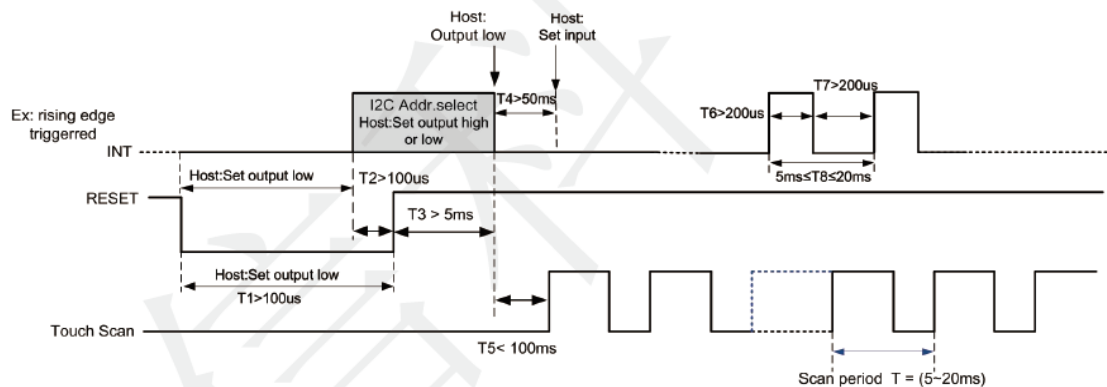 Host:
Output low
Host:
Set input
Ex: rising edge
triggerred
INT
I2C Addr.select
Host:Set output high
or low
T4>50ms
T6>200us
T7>200us
5ms≤T8≤20ms
Host:Set output low
T2>100us
RESET
T3 > 5ms
Host:Set output low
T1>100us
Touch Scan
T5< 100ms
Scan period T = (5~20ms)